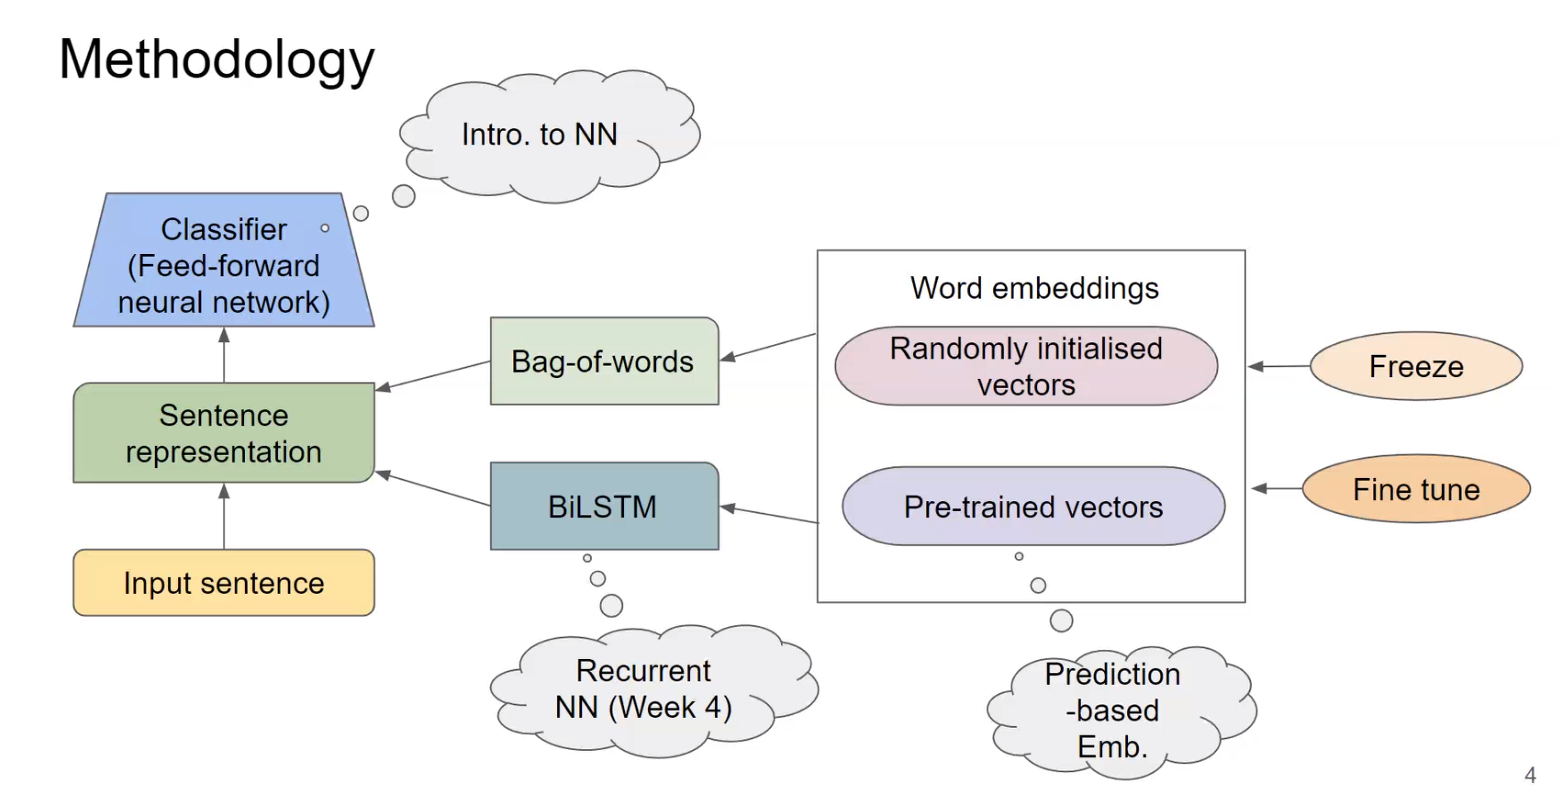 Methodology
Intro. to NN
Classifier
(Feed-forward
neural network)
Word embeddings
Bag-of-words
Randomly initialised
vectors
Freeze
Sentence
representation
BiLSTM
Pre-trained vectors
Fine tune
Input sentence
Recurrent
NN (Week 4)
Prediction
-based
Emb.
4